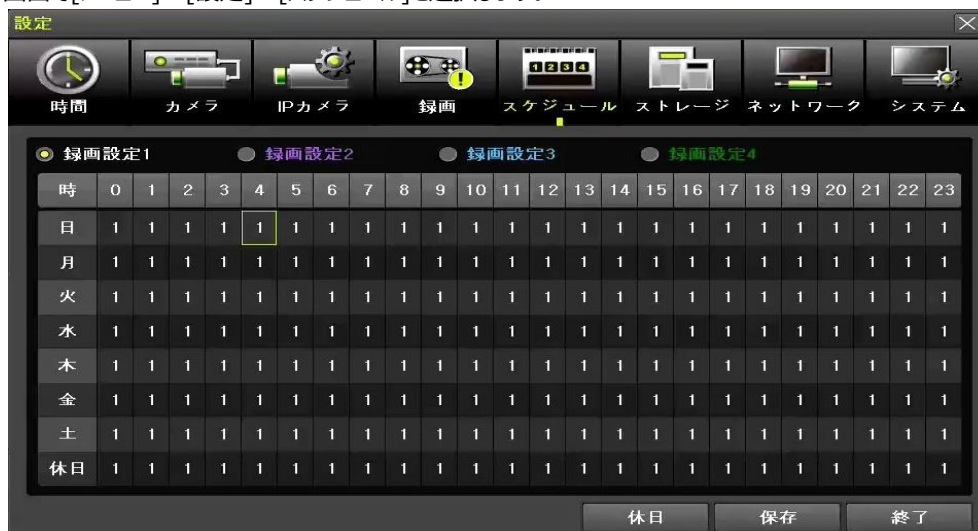 設定
時間 カメラ IPカメラ 録画 スケジュール ストレージ ネットワーク システム
1 2 3 4
録画設定1 録画設定2 録画設定3 録画設定4
時 0 1 2 3 4 5 6 7 8 9 10 11 12 13 14 15 16 17 18 19 20 21 22 23
日 1 1 1 1 1 1 1 1 1 1 1 1 1 1 1 1 1 1 1 1 1 1 1 1
月 1 1 1 1 1 1 1 1 1 1 1 1 1 1 1 1 1 1 1 1 1 1 1 1
火 1 1 1 1 1 1 1 1 1 1 1 1 1 1 1 1 1 1 1 1 1 1 1 1
水 1 1 1 1 1 1 1 1 1 1 1 1 1 1 1 1 1 1 1 1 1 1 1 1
木 1 1 1 1 1 1 1 1 1 1 1 1 1 1 1 1 1 1 1 1 1 1 1 1
金 1 1 1 1 1 1 1 1 1 1 1 1 1 1 1 1 1 1 1 1 1 1 1 1
土 1 1 1 1 1 1 1 1 1 1 1 1 1 1 1 1 1 1 1 1 1 1 1 1
休日 1 1 1 1 1 1 1 1 1 1 1 1 1 1 1 1 1 1 1 1 1 1 1 1
休日 保存 終了